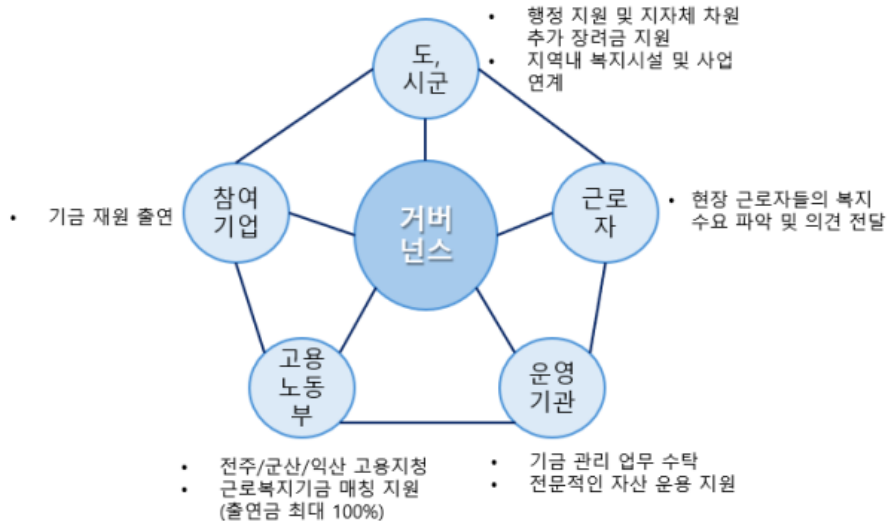 • 행정 지원 및 지자체 차원
추가 장려금 지원
• 지역내 복지시설 및 사업
연계
도,
시군
참여
기업
• 기금 재원 출연
거버
넌스
근로
자
• 현장 근로자들의 복지
수요 파악 및 의견 전달
고용
노동
부
• 전주/군산/익산 고용지청
• 근로복지기금 매칭 지원
(출연금 최대 100%)
운영
기관
• 기금 관리 업무 수탁
• 전문적인 자산 운용 지원